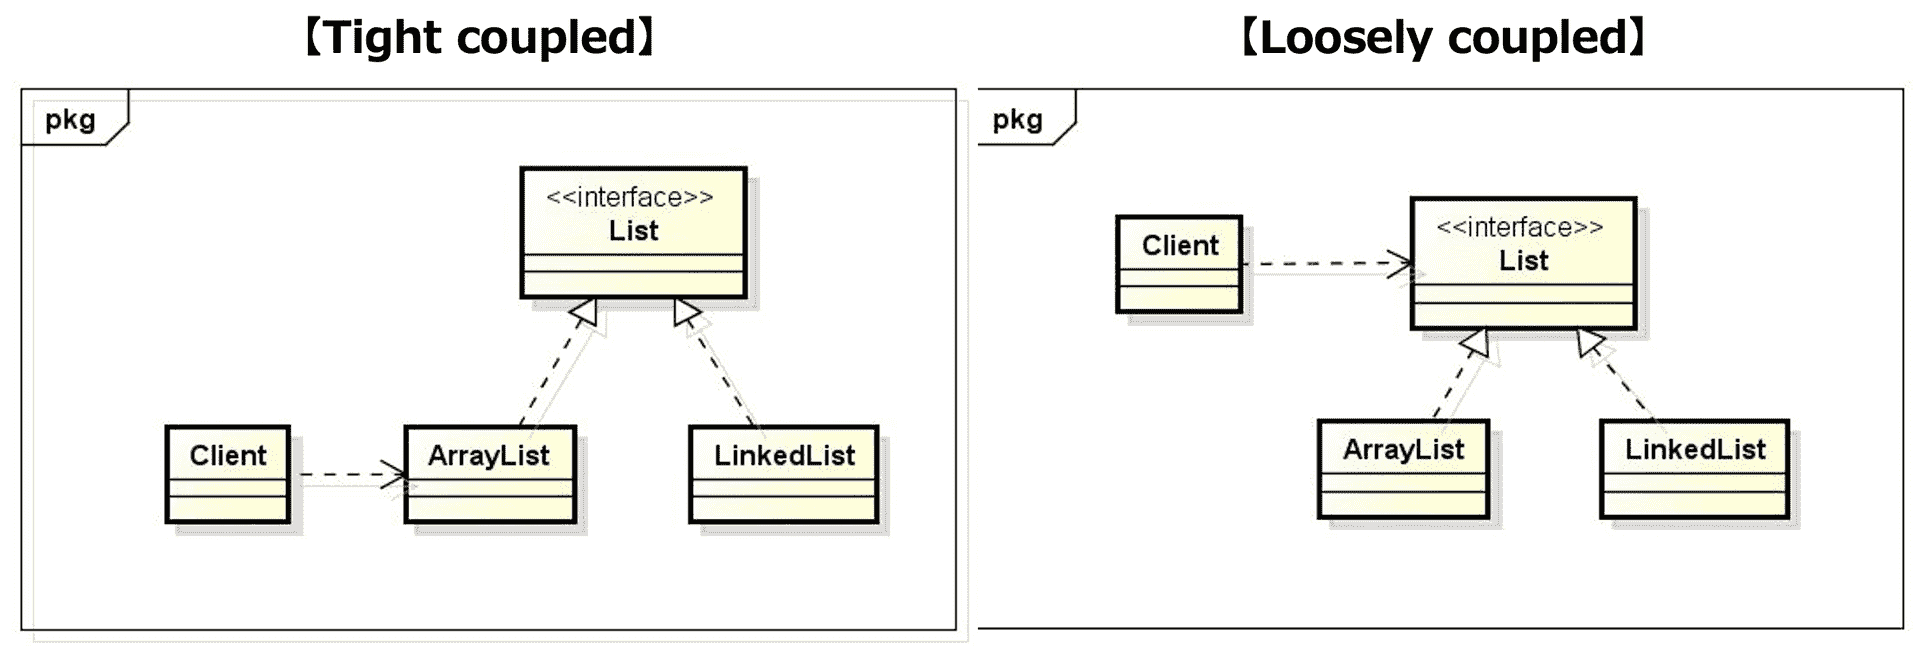 【Tight coupled】
pkg
<<interface>>
List
Client
ArrayList
LinkedList
【Loosely coupled】
pkg
Client
<<interface>>
List
ArrayList
LinkedList